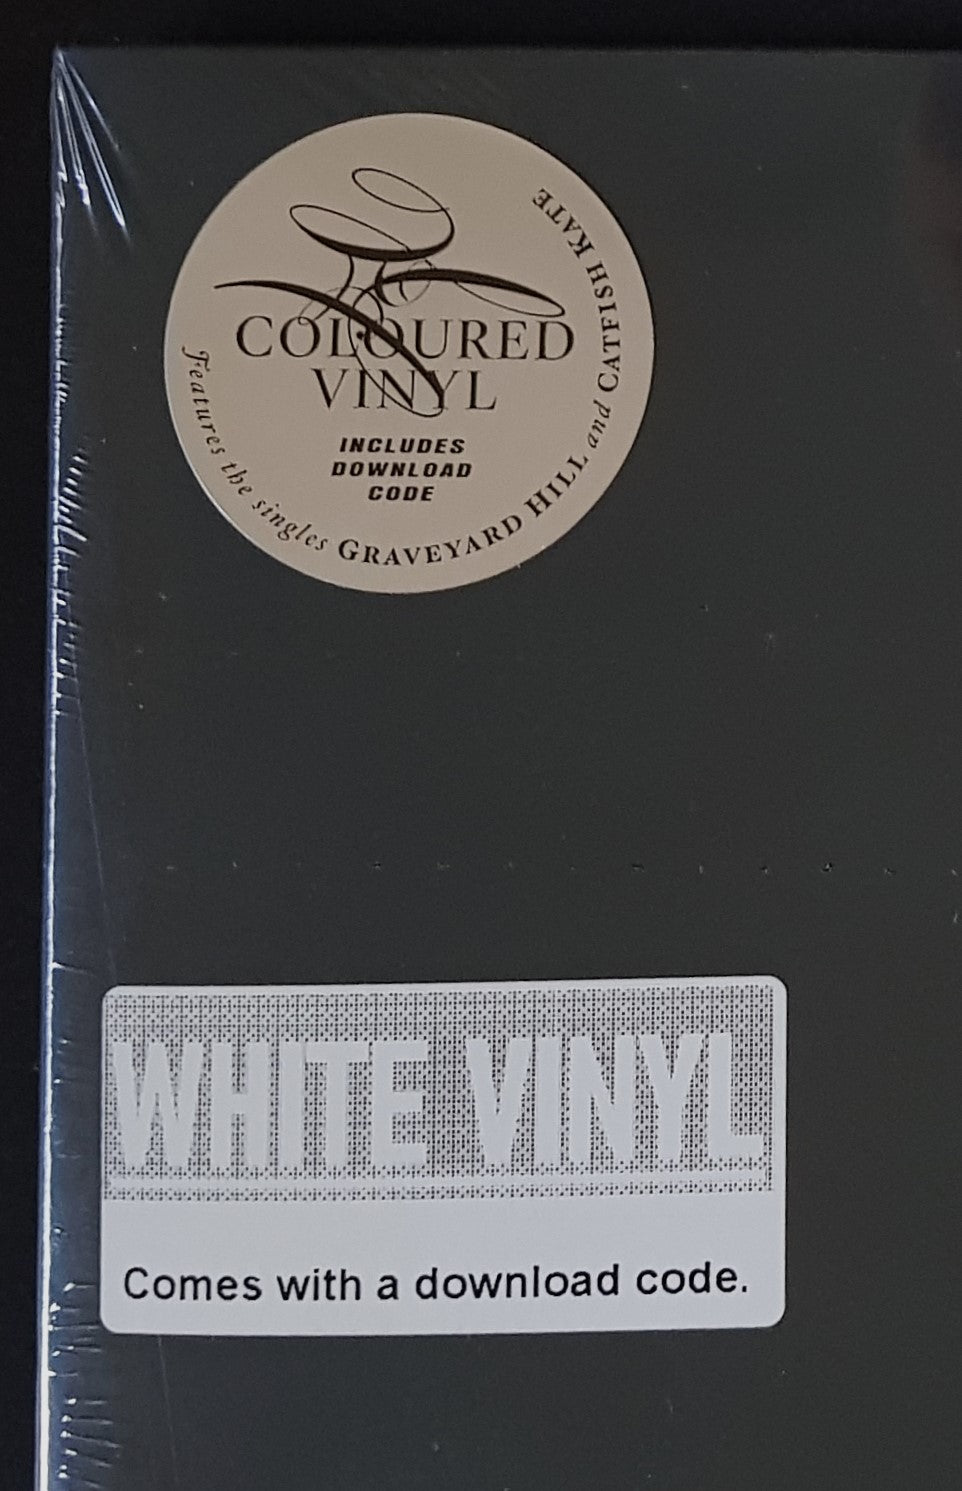 COLOURED
VINYL
INCLUDES
DOWNLOAD
CODE
Features the singles GRAVEYARD HILL and CATFISH KATE
WHITE VINYL
Comes with a download code.